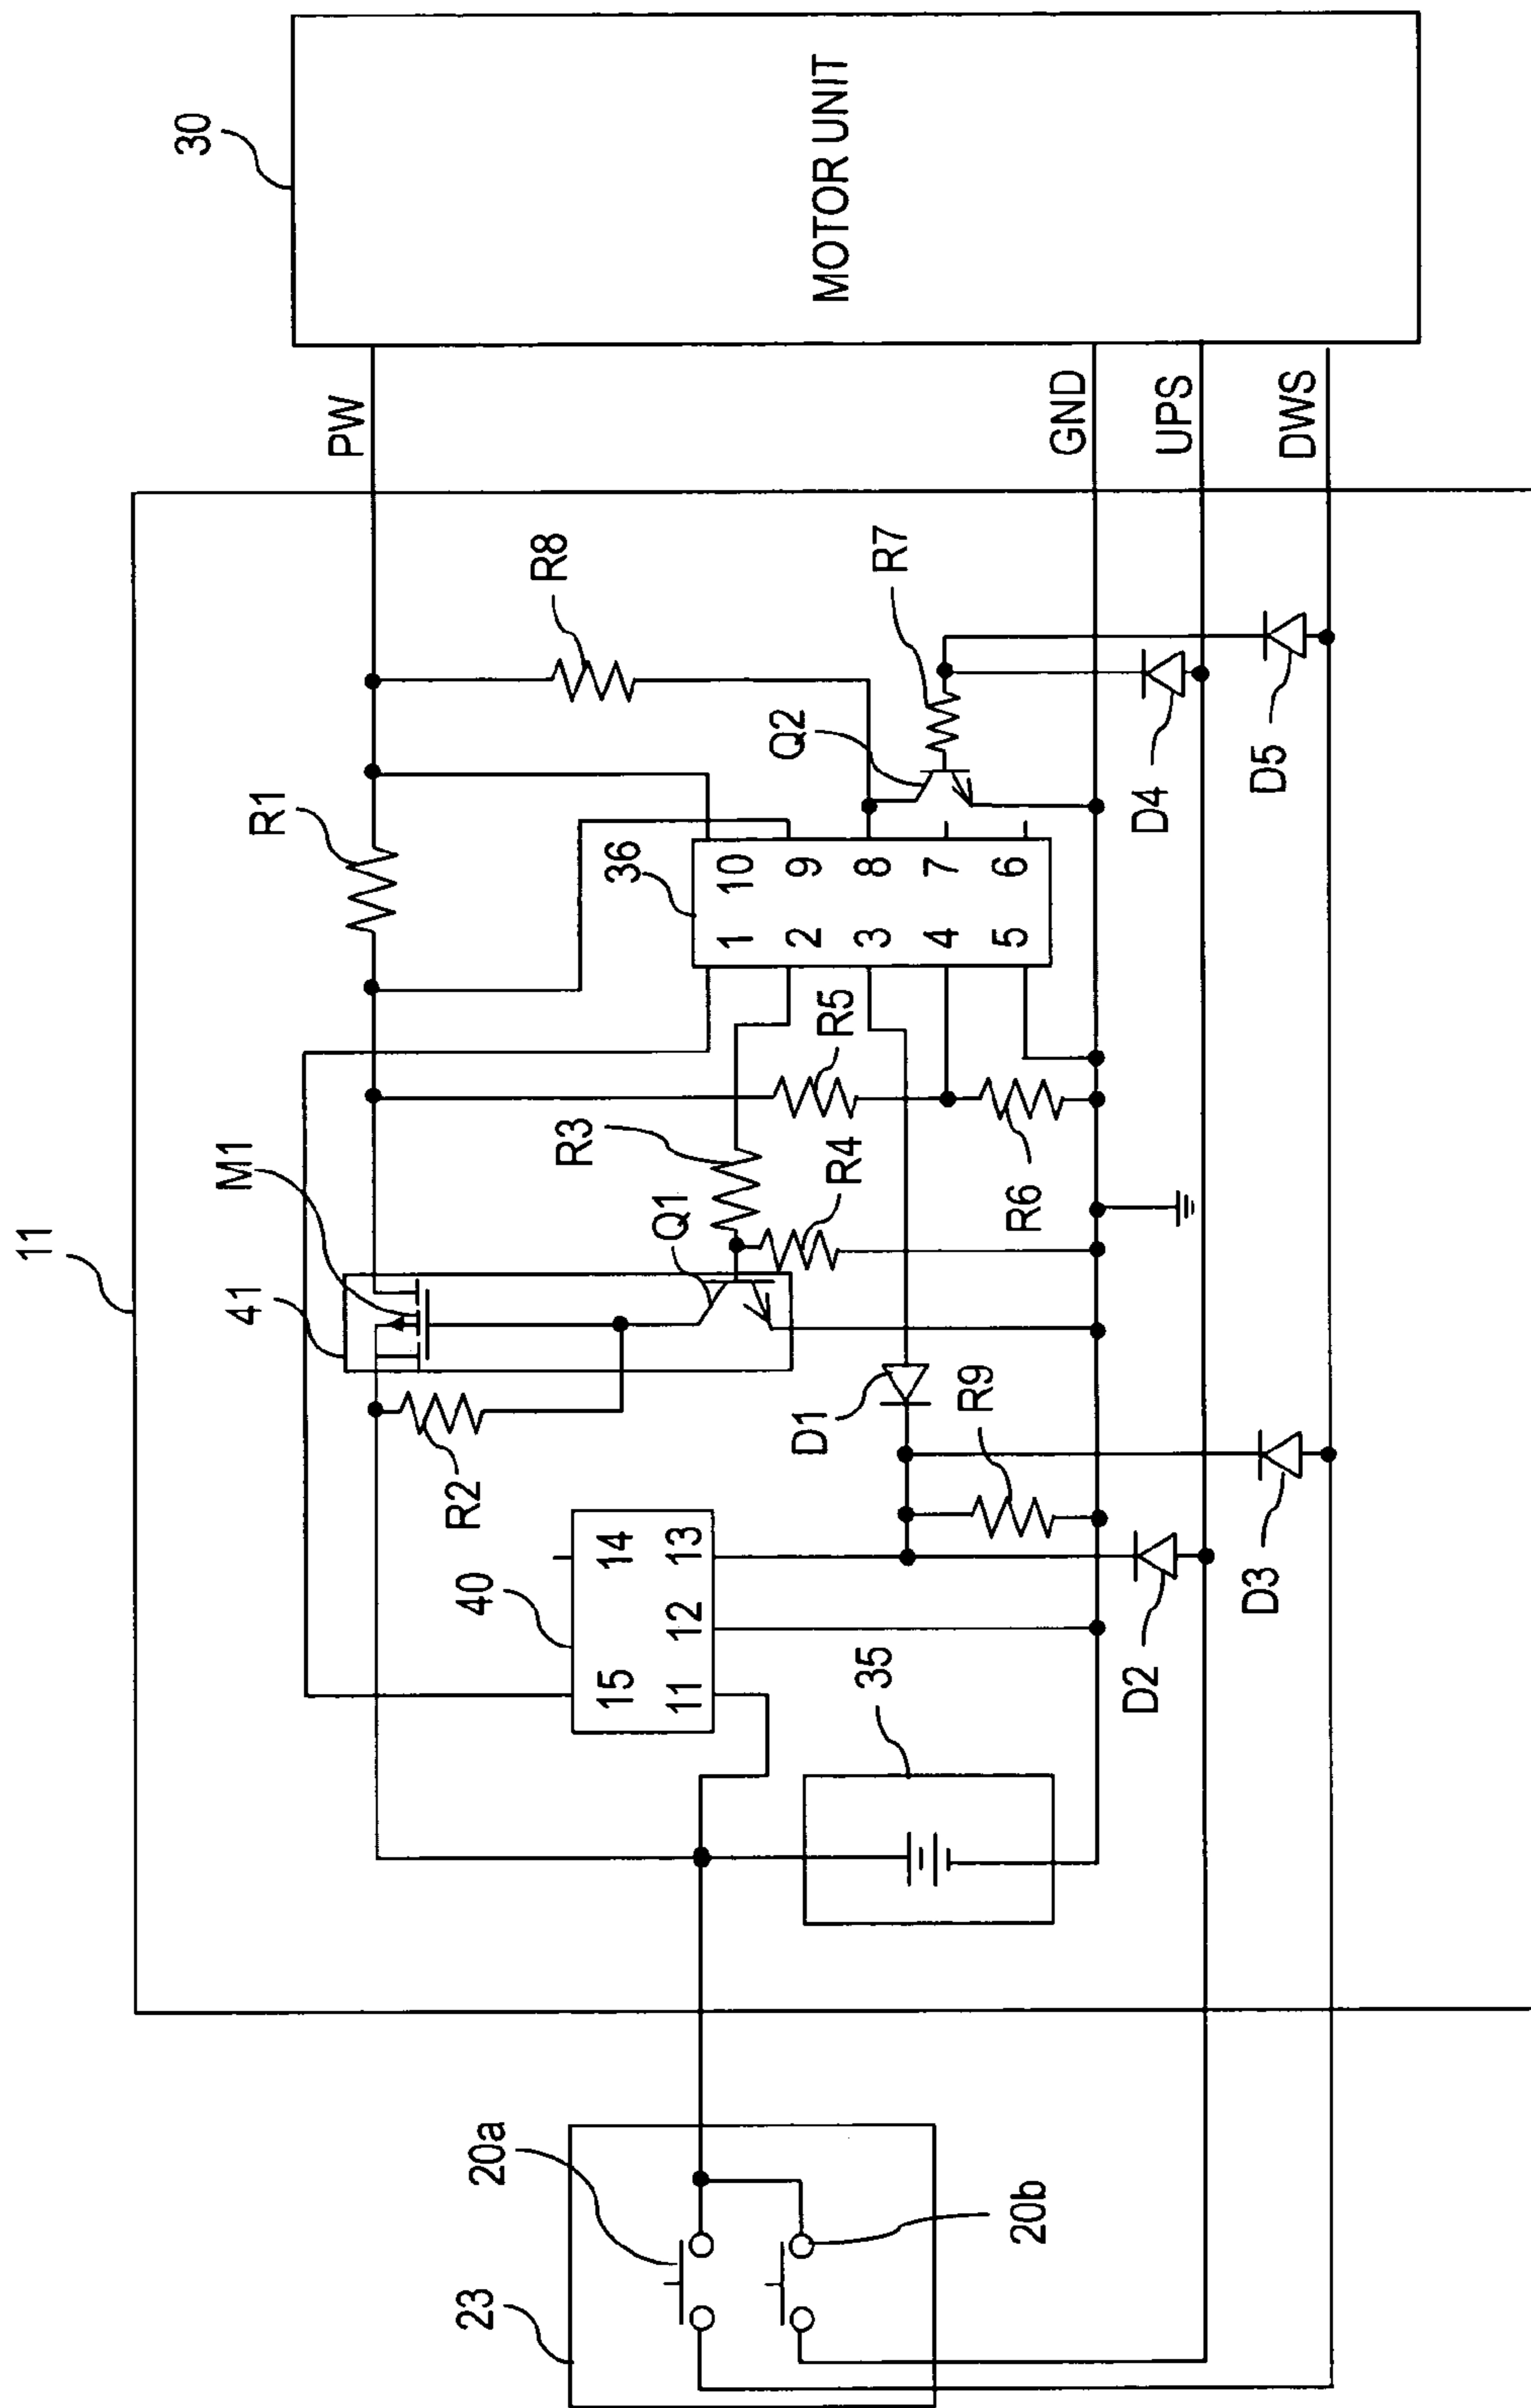 11
30
MOTOR UNIT
PW
GND
UPS
DWS
R1
R8
R7
Q2
D4
D5
36
1 10
2 9
3 8
4 7
5 6
R5
R3
R4
R6
M1
41
Q1
D1
R9
R2
40
14
13
15
12
11
D2
D3
35
20a
20b
23